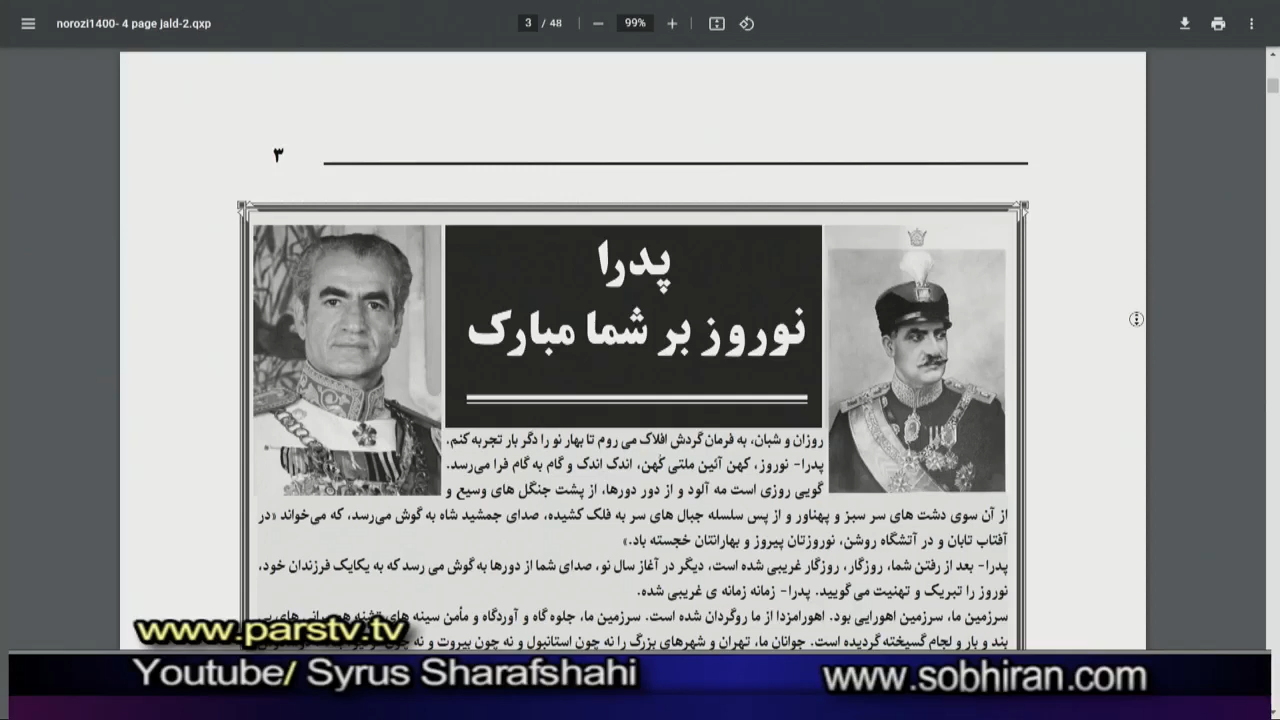 norozi1400- 4 page jald-2.qxp
3 / 48
99%
۳
پدرا
نوروز بر شما مبارک
روزان و شبان، به فرمان گردش افلاک می روم تا بهار نو را دگر بار تجربه کنم.
پدرا- نوروز، کهن آئین ملتی کُهن، اندک اندک و گام به گام فرا می‌رسد.
گویی روزی است مه آلود و از دور دورها، از پشت جنگل های وسیع و
از آن سوی دشت های سر سبز و پهناور و از پس سلسله جبال های سر به فلک کشیده، صدای جمشید شاه به گوش می‌رسد، که می‌خواند «در
آفتاب تابان و در آتشگاه روشن، نوروزتان پیروز و بهارانتان خجسته باد.»
پدرا- بعد از رفتن شما، روزگار، روزگار غریبی شده است، دیگر در آغاز سال نو، صدای شما از دورها به گوش می رسد که به یکایک فرزندان خود،
نوروز را تبریک و تهنیت می گویید. پدرا- زمانه زمانه ی غریبی شده.
سرزمین ما، سرزمین اهورایی بود. اهورامزدا از ما روگردان شده است. سرزمین ما، جلوه گاه و آوردگاه و مأمن سینه های تشنه
بند و بار و لجام گسیخته گردیده است. جوانان ما، تهران و شهرهای بزرگ را نه چون استانبول و نه چون بیروت و نه چون
www.parstv.tv
Youtube/ Syrus Sharafshahi
www.sobhiran.com